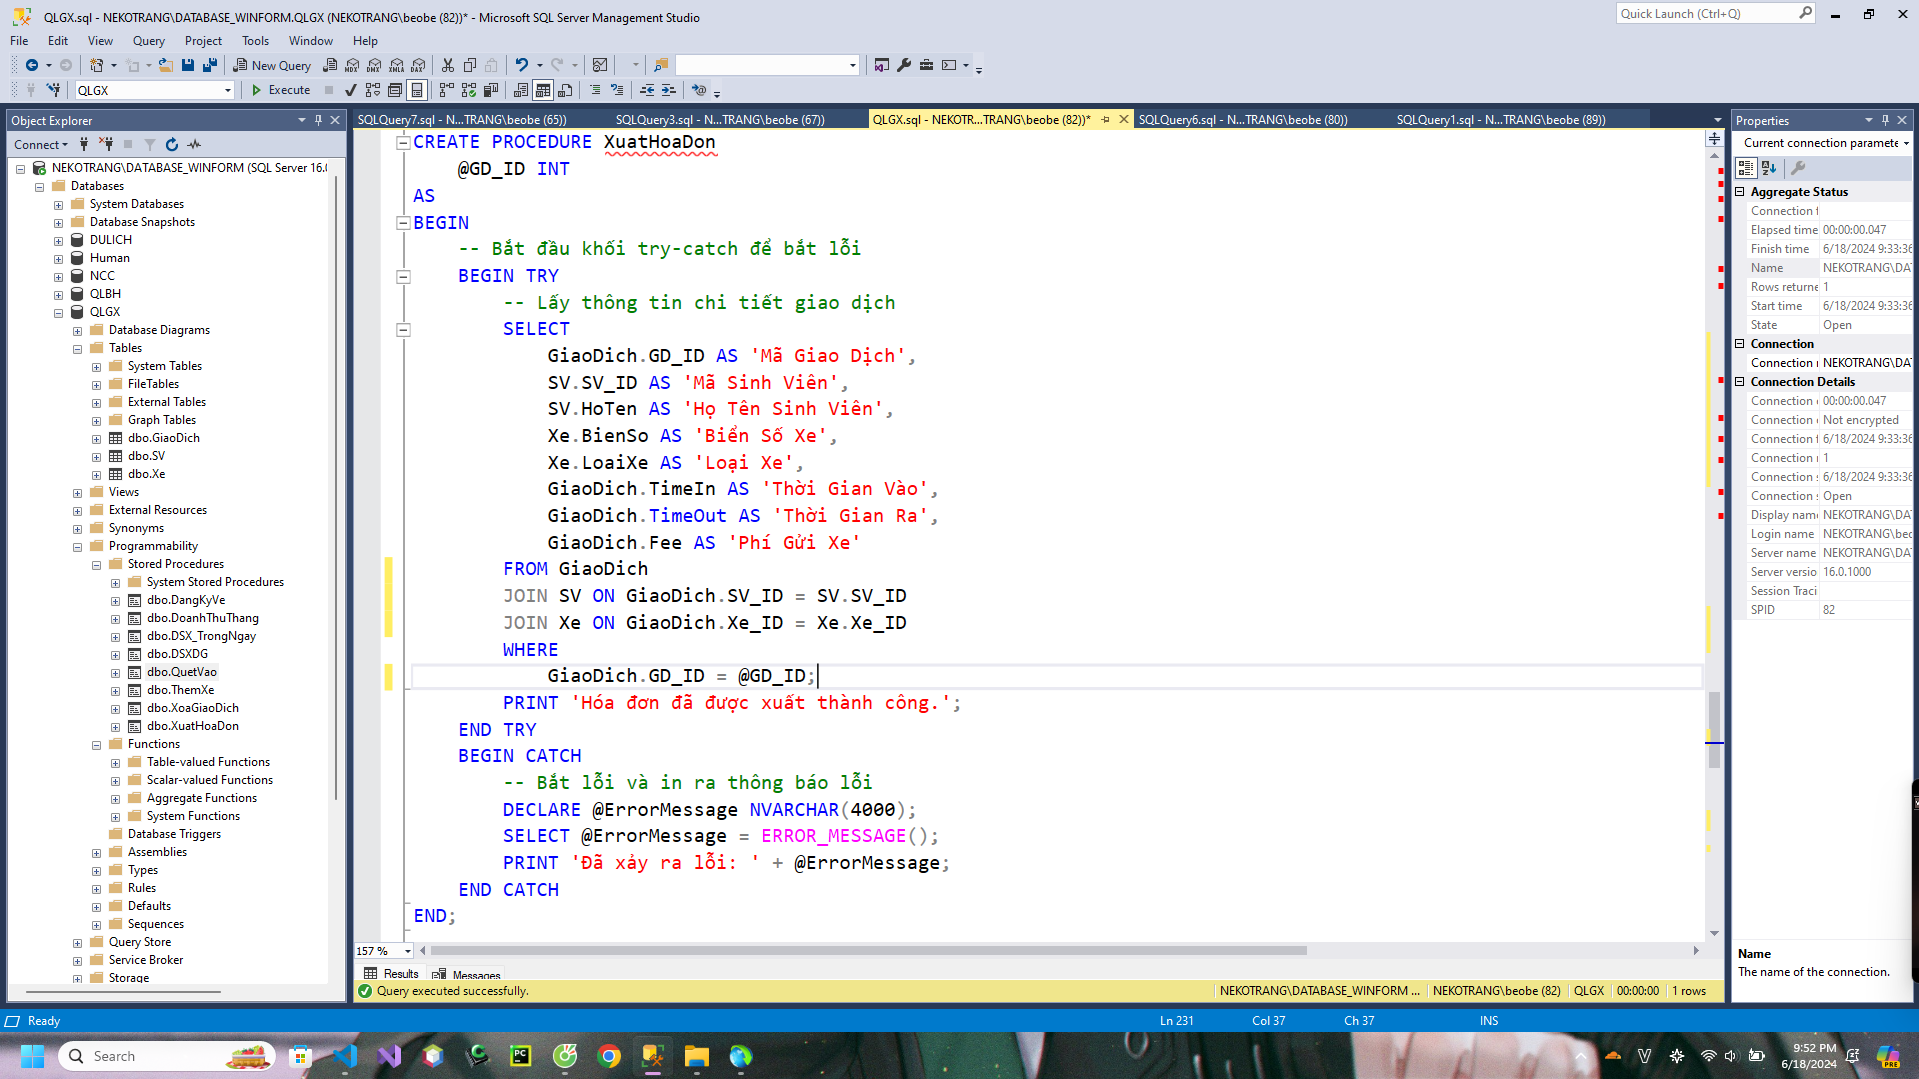 QLGX.sql - NEKOTRANG\DATABASE_WINFORM.QLGX (NEKOTRANG\beobe (82))* - Microsoft SQL Server Management Studio
Quick Launch (Ctrl+Q)
File Edit View Query Project Tools Window Help
New Query
QLGX
Execute
Object Explorer
Connect
NEKOTRANG\DATABASE_WINFORM (SQL Server 16.0
Databases
System Databases
Database Snapshots
DULICH
Human
NCC
QLBH
QLGX
Database Diagrams
Tables
System Tables
FileTables
External Tables
Graph Tables
dbo.GiaoDich
dbo.SV
dbo.Xe
Views
External Resources
Synonyms
Programmability
Stored Procedures
System Stored Procedures
dbo.DangKyVe
dbo.DoanhThuThang
dbo.DSX_TrongNgay
dbo.DSXDG
dbo.QuetVao
dbo.ThemXe
dbo.XoaGiaoDich
dbo.XuatHoaDon
Functions
Table-valued Functions
Scalar-valued Functions
Aggregate Functions
System Functions
Database Triggers
Assemblies
Types
Rules
Defaults
Sequences
Query Store
Service Broker
Storage
SQLQuery7.sql - N...TRANG\beobe (65))
SQLQuery3.sql - N...TRANG\beobe (67))
QLGX.sql - NEKOTR...TRANG\beobe (82))*
SQLQuery6.sql - N...TRANG\beobe (80))
SQLQuery1.sql - N...TRANG\beobe (89))
CREATE PROCEDURE XuatHoaDon
@GD_ID INT
AS
BEGIN
-- Bắt đầu khối try-catch để bắt lỗi
BEGIN TRY
-- Lấy thông tin chi tiết giao dịch
SELECT
GiaoDich.GD_ID AS 'Mã Giao Dịch',
SV.SV_ID AS 'Mã Sinh Viên',
SV.HoTen AS 'Họ Tên Sinh Viên',
Xe.BienSo AS 'Biển Số Xe',
Xe.LoaiXe AS 'Loại Xe',
GiaoDich.TimeIn AS 'Thời Gian Vào',
GiaoDich.TimeOut AS 'Thời Gian Ra',
GiaoDich.Fee AS 'Phí Gửi Xe'
FROM GiaoDich
JOIN SV ON GiaoDich.SV_ID = SV.SV_ID
JOIN Xe ON GiaoDich.Xe_ID = Xe.Xe_ID
WHERE
GiaoDich.GD_ID = @GD_ID;
PRINT 'Hóa đơn đã được xuất thành công.';
END TRY
BEGIN CATCH
-- Bắt lỗi và in ra thông báo lỗi
DECLARE @ErrorMessage NVARCHAR(4000);
SELECT @ErrorMessage = ERROR_MESSAGE();
PRINT 'Đã xảy ra lỗi: ' + @ErrorMessage;
END CATCH
END;
157 %
Results Messages
Query executed successfully.
NEKOTRANG\DATABASE_WINFORM ... NEKOTRANG\beobe (82) QLGX 00:00:00 1 rows
Properties
Current connection paramete
Aggregate Status
Connection f
Elapsed time 00:00:00.047
Finish time 6/18/2024 9:33:36
Name NEKOTRANG\DA
Rows returne 1
Start time 6/18/2024 9:33:36
State Open
Connection
Connection NEKOTRANG\DA
Connection Details
Connection 00:00:00.047
Connection Not encrypted
Connection f 6/18/2024 9:33:36
Connection 1
Connection s 6/18/2024 9:33:36
Connection s Open
Display name NEKOTRANG\DA
Login name NEKOTRANG\beo
Server name NEKOTRANG\DA
Server versio 16.0.1000
Session Traci
SPID 82
Name
The name of the connection.
Ready
Ln 231 Col 37 Ch 37 INS
Search
9:52 PM
6/18/2024